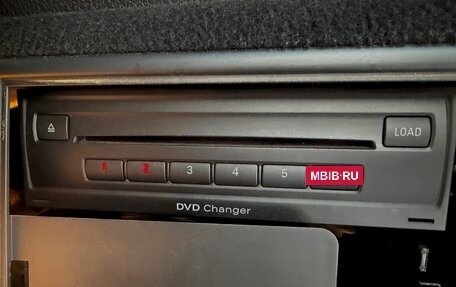 LOAD
1 2 3 4 5 MBIB·RU
DVD Changer